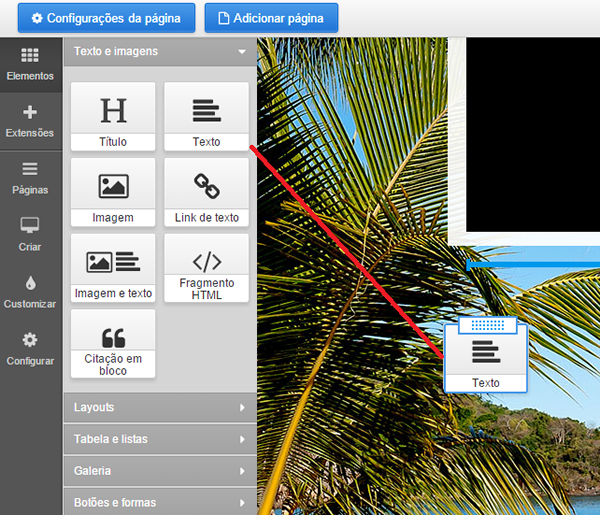 Configurações da página
Adicionar página
Elementos
Extensões
Páginas
Criar
Customizar
Configurar
Texto e imagens
H
Título
Texto
Imagem
Link de texto
Imagem e texto
</>
Fragmento
HTML
Citação em
bloco
Layouts
Tabela e listas
Galeria
Botões e formas
Texto